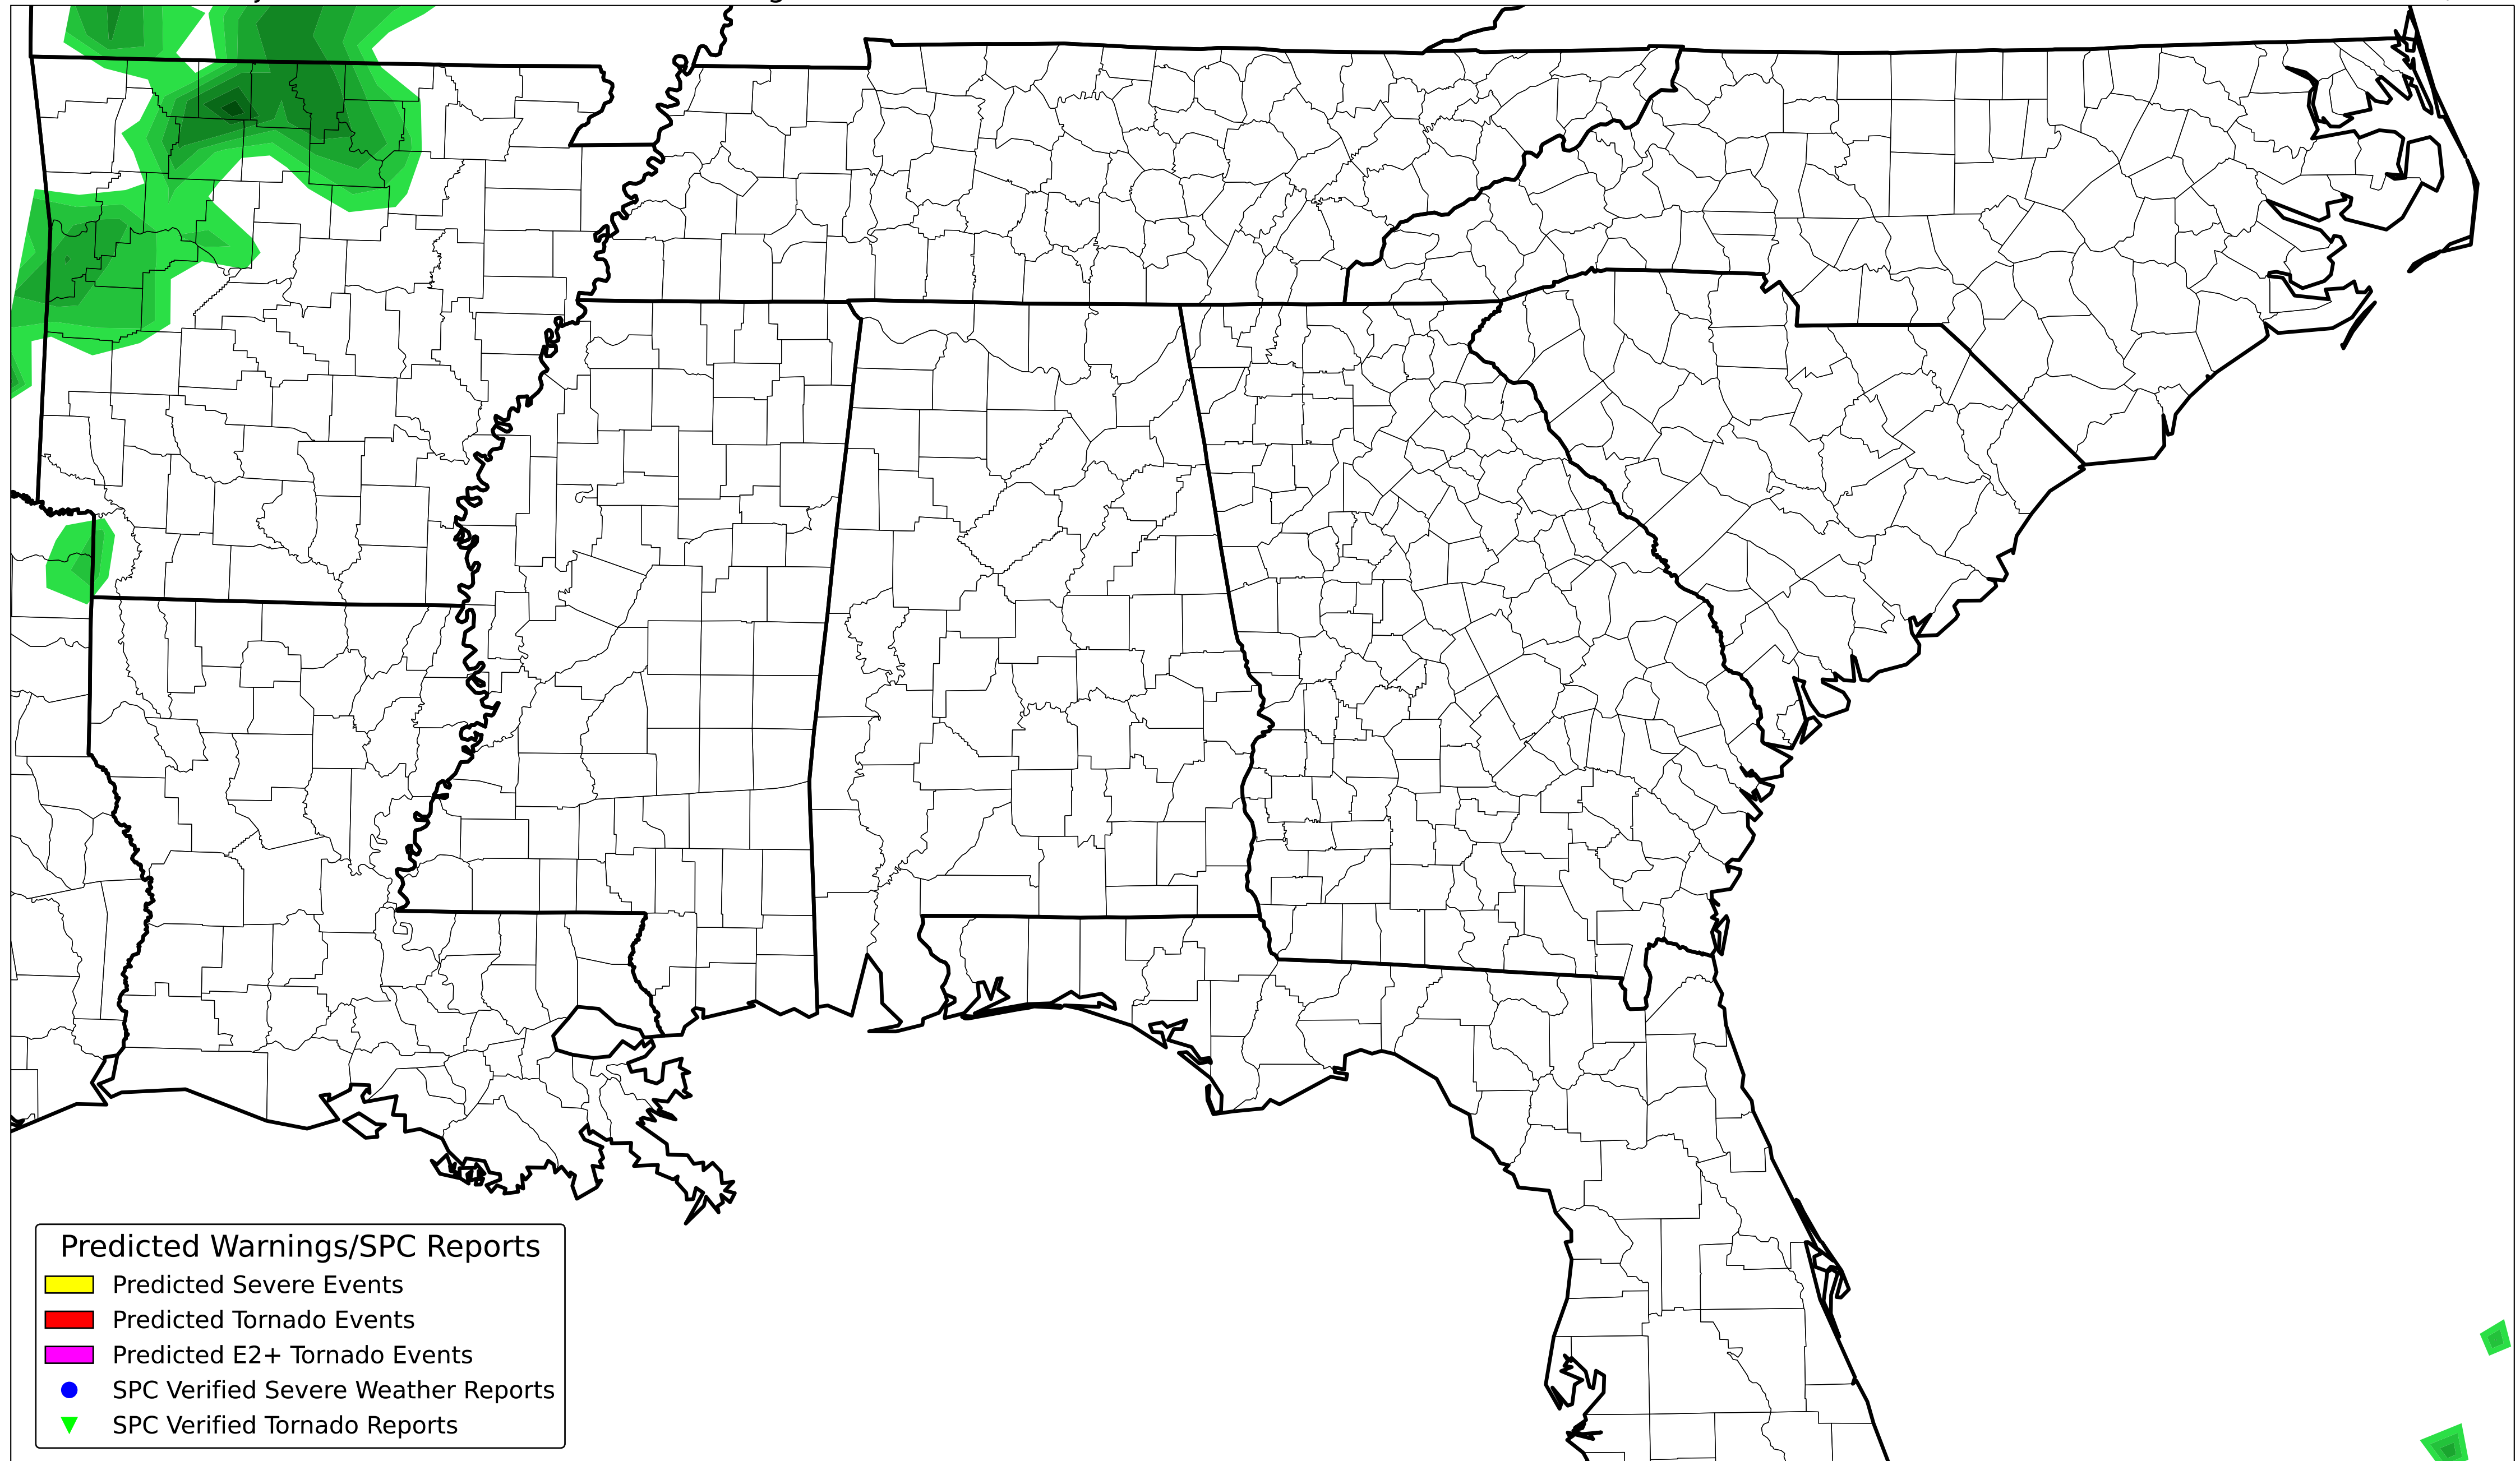 Predicted Warnings/SPC Reports
Predicted Severe Events
Predicted Tornado Events
Predicted E2+ Tornado Events
SPC Verified Severe Weather Reports
SPC Verified Tornado Reports